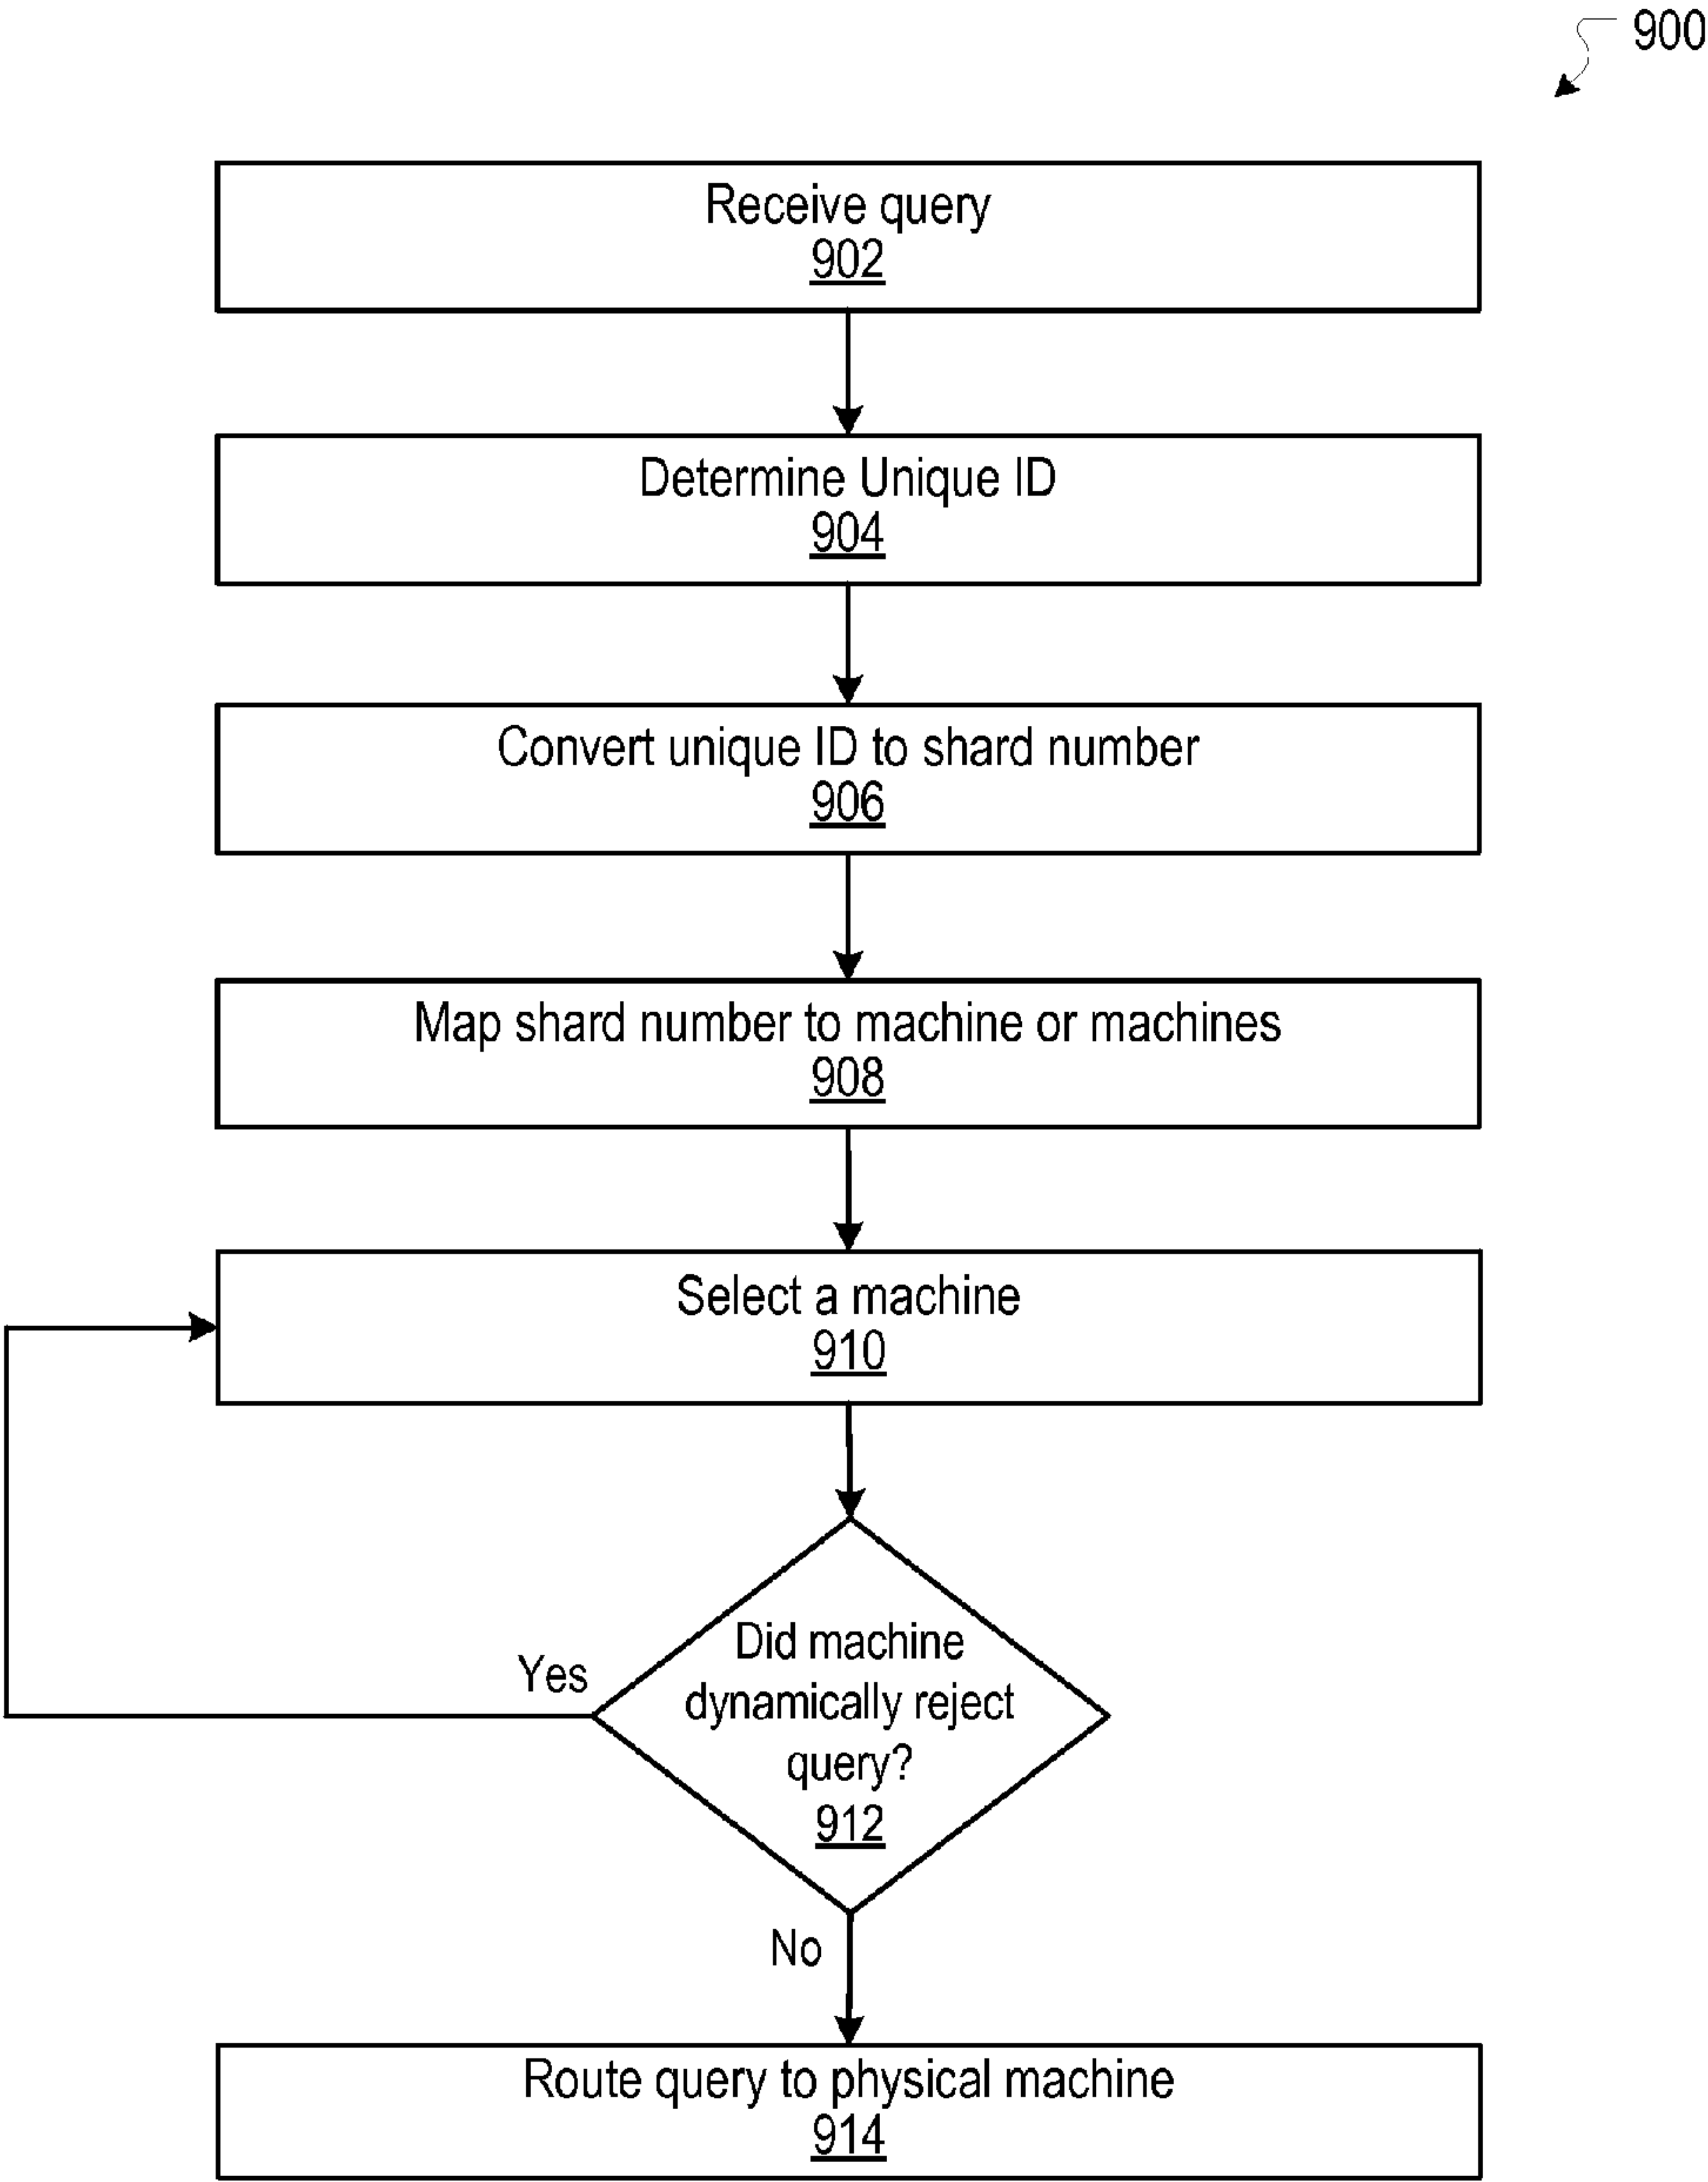 900
Receive query
902
Determine Unique ID
904
Convert unique ID to shard number
906
Map shard number to machine or machines
908
Select a machine
910
Did machine
dynamically reject
query?
912
Yes
No
Route query to physical machine
914